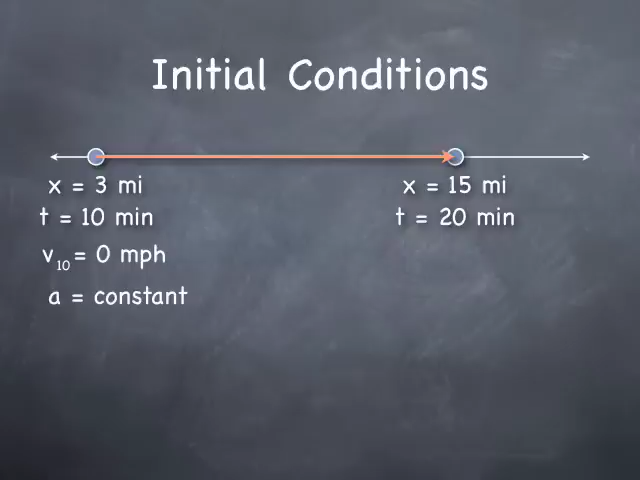 Initial Conditions
x = 3 mi
x = 15 mi
t = 10 min
t = 20 min
v10 = 0 mph
a = constant